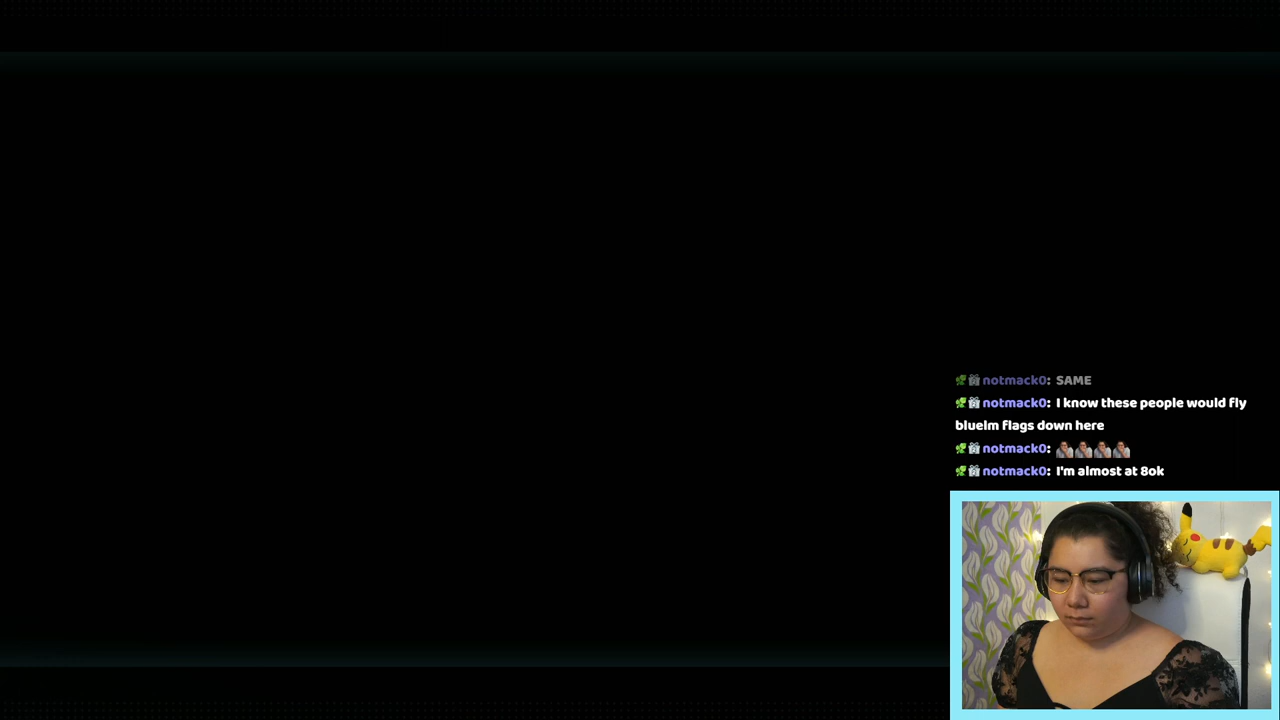 notmack0: SAME
notmack0: I know these people would fly
bluelm flags down here
notmack0:
notmack0: I'm almost at 80k